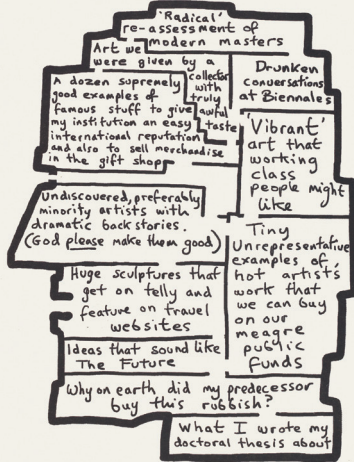 'Radical'
re-assessment of
modern masters
Art we
were given by a
collector
with
truly
awful
taste
Drunken
conversations
at Biennales
A dozen supremely
good examples of
famous stuff to give
my institution an easy
international reputation
and also to sell merchandise
in the gift shop
'Vibrant'
art that
working
class
people might
like
Undiscovered, preferably
minority artists with
dramatic back stories.
(God please make them good)
Tiny
Unrepresentative
examples of
hot artists'
work that
we can buy
on our
meagre
public
funds
Huge sculptures that
get on telly and
feature on travel
websites
Ideas that sound like
The Future
Why on earth did my predecessor
buy this rubbish?
What I wrote my
doctoral thesis about